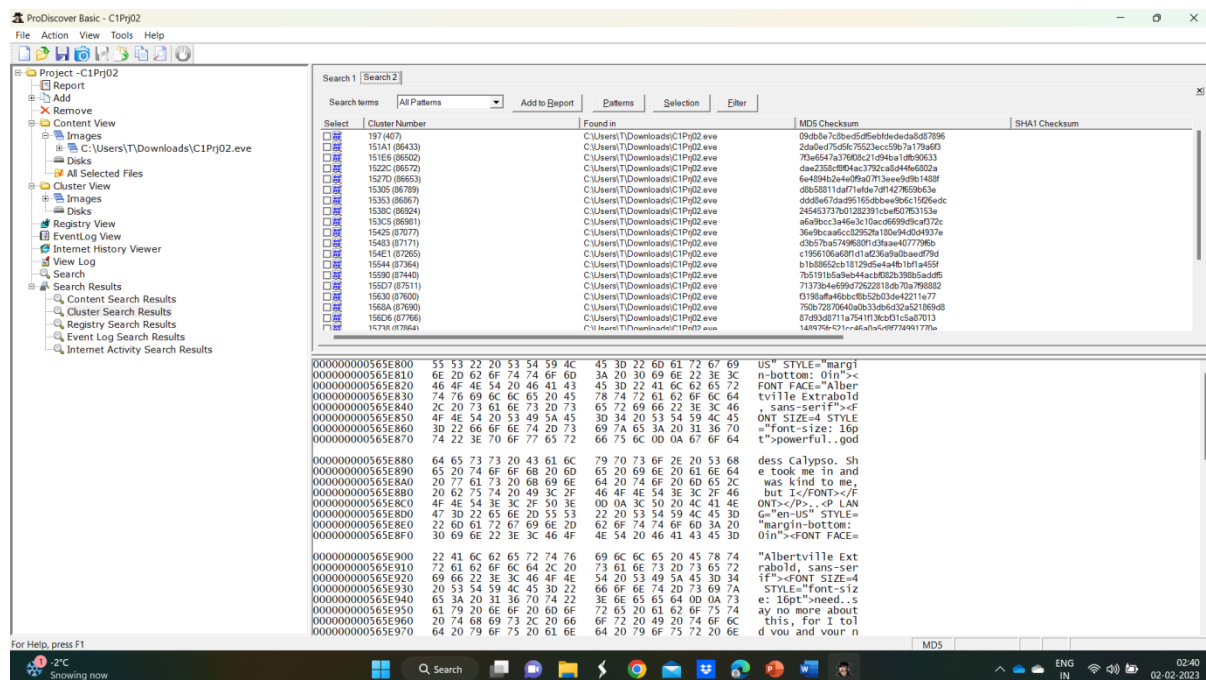 ProDiscover Basic - C1Prj02
File Action View Tools Help
Project -C1Prj02
Report
Add
Remove
Content View
Images
C:\Users\T\Downloads\C1Prj02.eve
Disks
All Selected Files
Cluster View
Images
Disks
Registry View
EventLog View
Internet History Viewer
View Log
Search
Search Results
Content Search Results
Cluster Search Results
Registry Search Results
Event Log Search Results
Internet Activity Search Results
Search 1 Search 2
Search terms All Patterns Add to Report Patterns Selection Filter
Select Cluster Number Found in MD5 Checksum SHA1 Checksum
197 (407) C:\Users\T\Downloads\C1Prj02.eve 09db8e7c8bed5df5ebfdededa8d87896
151A1 (86433) C:\Users\T\Downloads\C1Prj02.eve 2da0ed75d5fc75523ecc59b7a179a6f3
151E6 (86502) C:\Users\T\Downloads\C1Prj02.eve 7f3e6547a376f08c21d94ba1dfb90633
1522C (86572) C:\Users\T\Downloads\C1Prj02.eve dae2358cf8f04ac3792ca8d44fe6802a
1527D (86653) C:\Users\T\Downloads\C1Prj02.eve 6e4894b2e4e0f9a07f13eee9d9b1488f
15305 (86789) C:\Users\T\Downloads\C1Prj02.eve d8b58811daf71efde7df1427f659b63e
15353 (86867) C:\Users\T\Downloads\C1Prj02.eve ddd8e67dad95165dbbee9b6c15f26edc
1538C (86924) C:\Users\T\Downloads\C1Prj02.eve 245453737b01282391cbef507f53153e
153C5 (86981) C:\Users\T\Downloads\C1Prj02.eve a6a9bcc3a46e3c10acd6699d9caf372c
15425 (87077) C:\Users\T\Downloads\C1Prj02.eve 36e9bcaa6cc82952fa180e94d0d4937e
15483 (87171) C:\Users\T\Downloads\C1Prj02.eve d3b57ba5749f680f1d3faae407779f6b
154E1 (87265) C:\Users\T\Downloads\C1Prj02.eve c1956106a68f1d1af236a9a0baedf79d
15544 (87364) C:\Users\T\Downloads\C1Prj02.eve b1b88652cb18129d5e4a4fb1bf1a455f
15590 (87440) C:\Users\T\Downloads\C1Prj02.eve 7b5191b5a9eb44acbf082b398b5addf5
155D7 (87511) C:\Users\T\Downloads\C1Prj02.eve 71373b4e699d72622818db70a7f98882
15630 (87600) C:\Users\T\Downloads\C1Prj02.eve f3198affa46bbcf8b52b03de42211e77
1568A (87690) C:\Users\T\Downloads\C1Prj02.eve 750b72870640a0b33db6d32a521869d8
156D6 (87766) C:\Users\T\Downloads\C1Prj02.eve 87d93d8711a7541f13fcbf31c5a87013
15738 (87864) C:\Users\T\Downloads\C1Prj02.eve 148975fc521cc46a0a5d8f774991770e
000000000565E800 55 53 22 20 53 54 59 4C 45 3D 22 6D 61 72 67 69 US" STYLE="margi
000000000565E810 6E 2D 62 6F 74 74 6F 6D 3A 20 30 69 6E 22 3E 3C n-bottom: 0in"><
000000000565E820 46 4F 4E 54 20 46 41 43 45 3D 22 41 6C 62 65 72 FONT FACE="Alber
000000000565E830 74 76 69 6C 6C 65 20 45 78 74 72 61 62 6F 6C 64 tville Extrabold
000000000565E840 2C 20 73 61 6E 73 2D 73 65 72 69 66 22 3E 3C 46 , sans-serif"><F
000000000565E850 4F 4E 54 20 53 49 5A 45 3D 34 20 53 54 59 4C 45 ONT SIZE=4 STYLE
000000000565E860 3D 22 66 6F 6E 74 2D 73 69 7A 65 3A 20 31 36 70 ="font-size: 16p
000000000565E870 74 22 3E 70 6F 77 65 72 66 75 6C 0D 0A 67 6F 64 t">powerful..god
000000000565E880 64 65 73 73 20 43 61 6C 79 70 73 6F 2E 20 53 68 dess Calypso. Sh
000000000565E890 65 20 74 6F 6F 6B 20 6D 65 20 69 6E 20 61 6E 64 e took me in and
000000000565E8A0 20 77 61 73 20 6B 69 6E 64 20 74 6F 20 6D 65 2C was kind to me,
000000000565E8B0 20 62 75 74 20 49 3C 2F 46 4F 4E 54 3E 3C 2F 46 but I</FONT></F
000000000565E8C0 4F 4E 54 3E 3C 2F 50 3E 0D 0A 3C 50 20 4C 41 4E ONT></P>..<P LAN
000000000565E8D0 47 3D 22 65 6E 2D 55 53 22 20 53 54 59 4C 45 3D G="en-US" STYLE=
000000000565E8E0 22 6D 61 72 67 69 6E 2D 62 6F 74 74 6F 6D 3A 20 "margin-bottom:
000000000565E8F0 30 69 6E 22 3E 3C 46 4F 4E 54 20 46 41 43 45 3D 0in"><FONT FACE=
000000000565E900 22 41 6C 62 65 72 74 76 69 6C 6C 65 20 45 78 74 "Albertville Ext
000000000565E910 72 61 62 6F 6C 64 2C 20 73 61 6E 73 2D 73 65 72 rabold, sans-ser
000000000565E920 69 66 22 3E 3C 46 4F 4E 54 20 53 49 5A 45 3D 34 if"><FONT SIZE=4
000000000565E930 20 53 54 59 4C 45 3D 22 66 6F 6E 74 2D 73 69 7A STYLE="font-siz
000000000565E940 65 3A 20 31 36 70 74 22 3E 6E 65 65 64 0D 0A 73 e: 16pt">need..s
000000000565E950 61 79 20 6E 6F 20 6D 6F 72 65 20 61 62 6F 75 74 ay no more about
000000000565E960 20 74 68 69 73 2C 20 66 6F 72 20 49 20 74 6F 6C this, for I tol
000000000565E970 64 20 79 6F 75 20 61 6E 64 20 79 6F 75 72 20 6E d you and your n
For Help, press F1
MD5
1
-2°C
Snowing now
Search
ENG
IN
02:40
02-02-2023